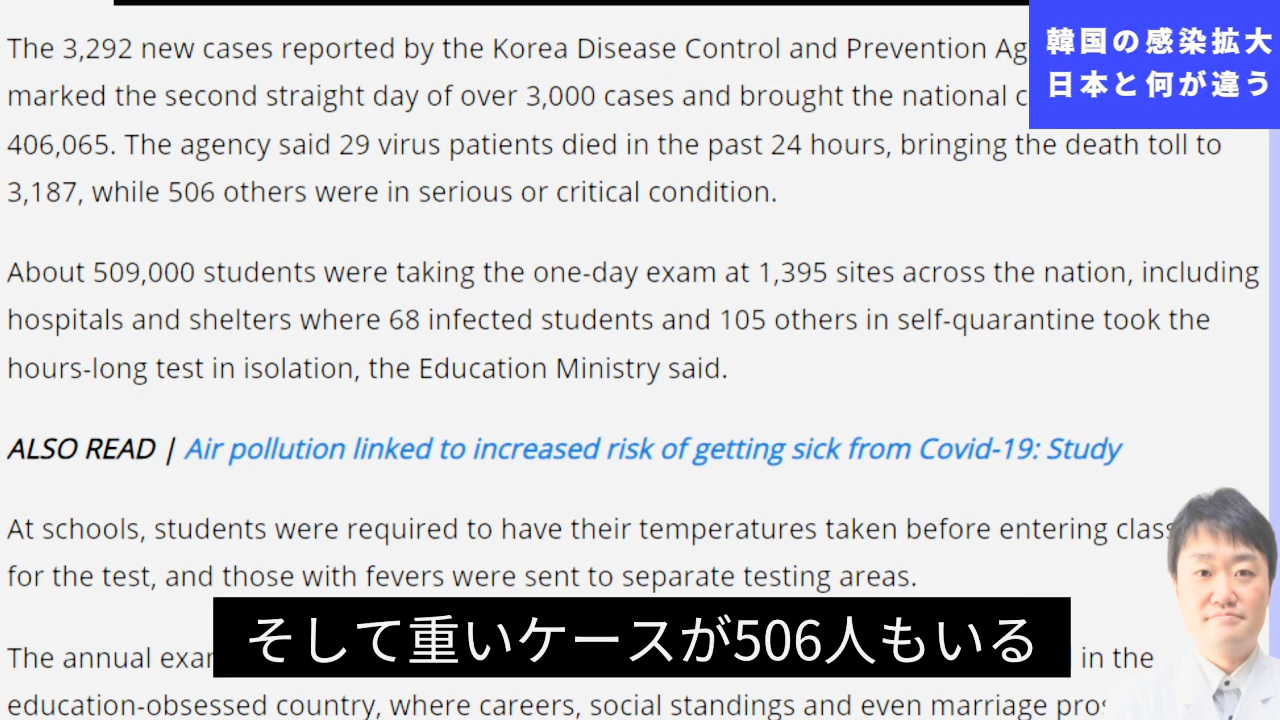 The 3,292 new cases reported by the Korea Disease Control and Prevention
韓国の感染拡大
日本と何が違う
marked the second straight day of over 3,000 cases and brought the national
406,065. The agency said 29 virus patients died in the past 24 hours, bringing the death toll to
3,187, while 506 others were in serious or critical condition.
About 509,000 students were taking the one-day exam at 1,395 sites across the nation, including
hospitals and shelters where 68 infected students and 105 others in self-quarantine took the
hours-long test in isolation, the Education Ministry said.
ALSO READ | Air pollution linked to increased risk of getting sick from Covid-19: Study
At schools, students were required to have their temperatures taken before entering
for the test, and those with fevers were sent to separate testing areas.
そして重いケースが506人もいる
The annual in the
education-obsessed country, where careers, social standings and even marriage